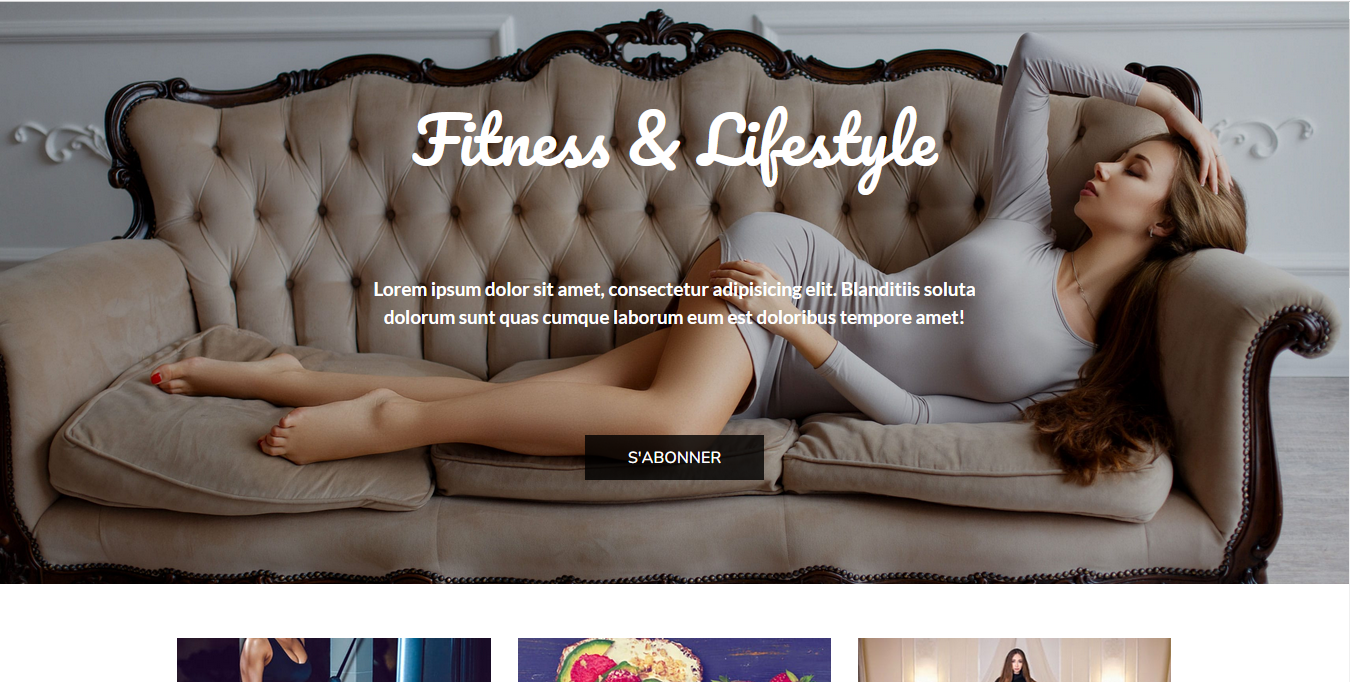 Fitness & Lifestyle
Lorem ipsum dolor sit amet, consectetur adipisicing elit. Blanditiis soluta
dolorum sunt quas cumque laborum eum est doloribus tempore amet!
S'ABONNER